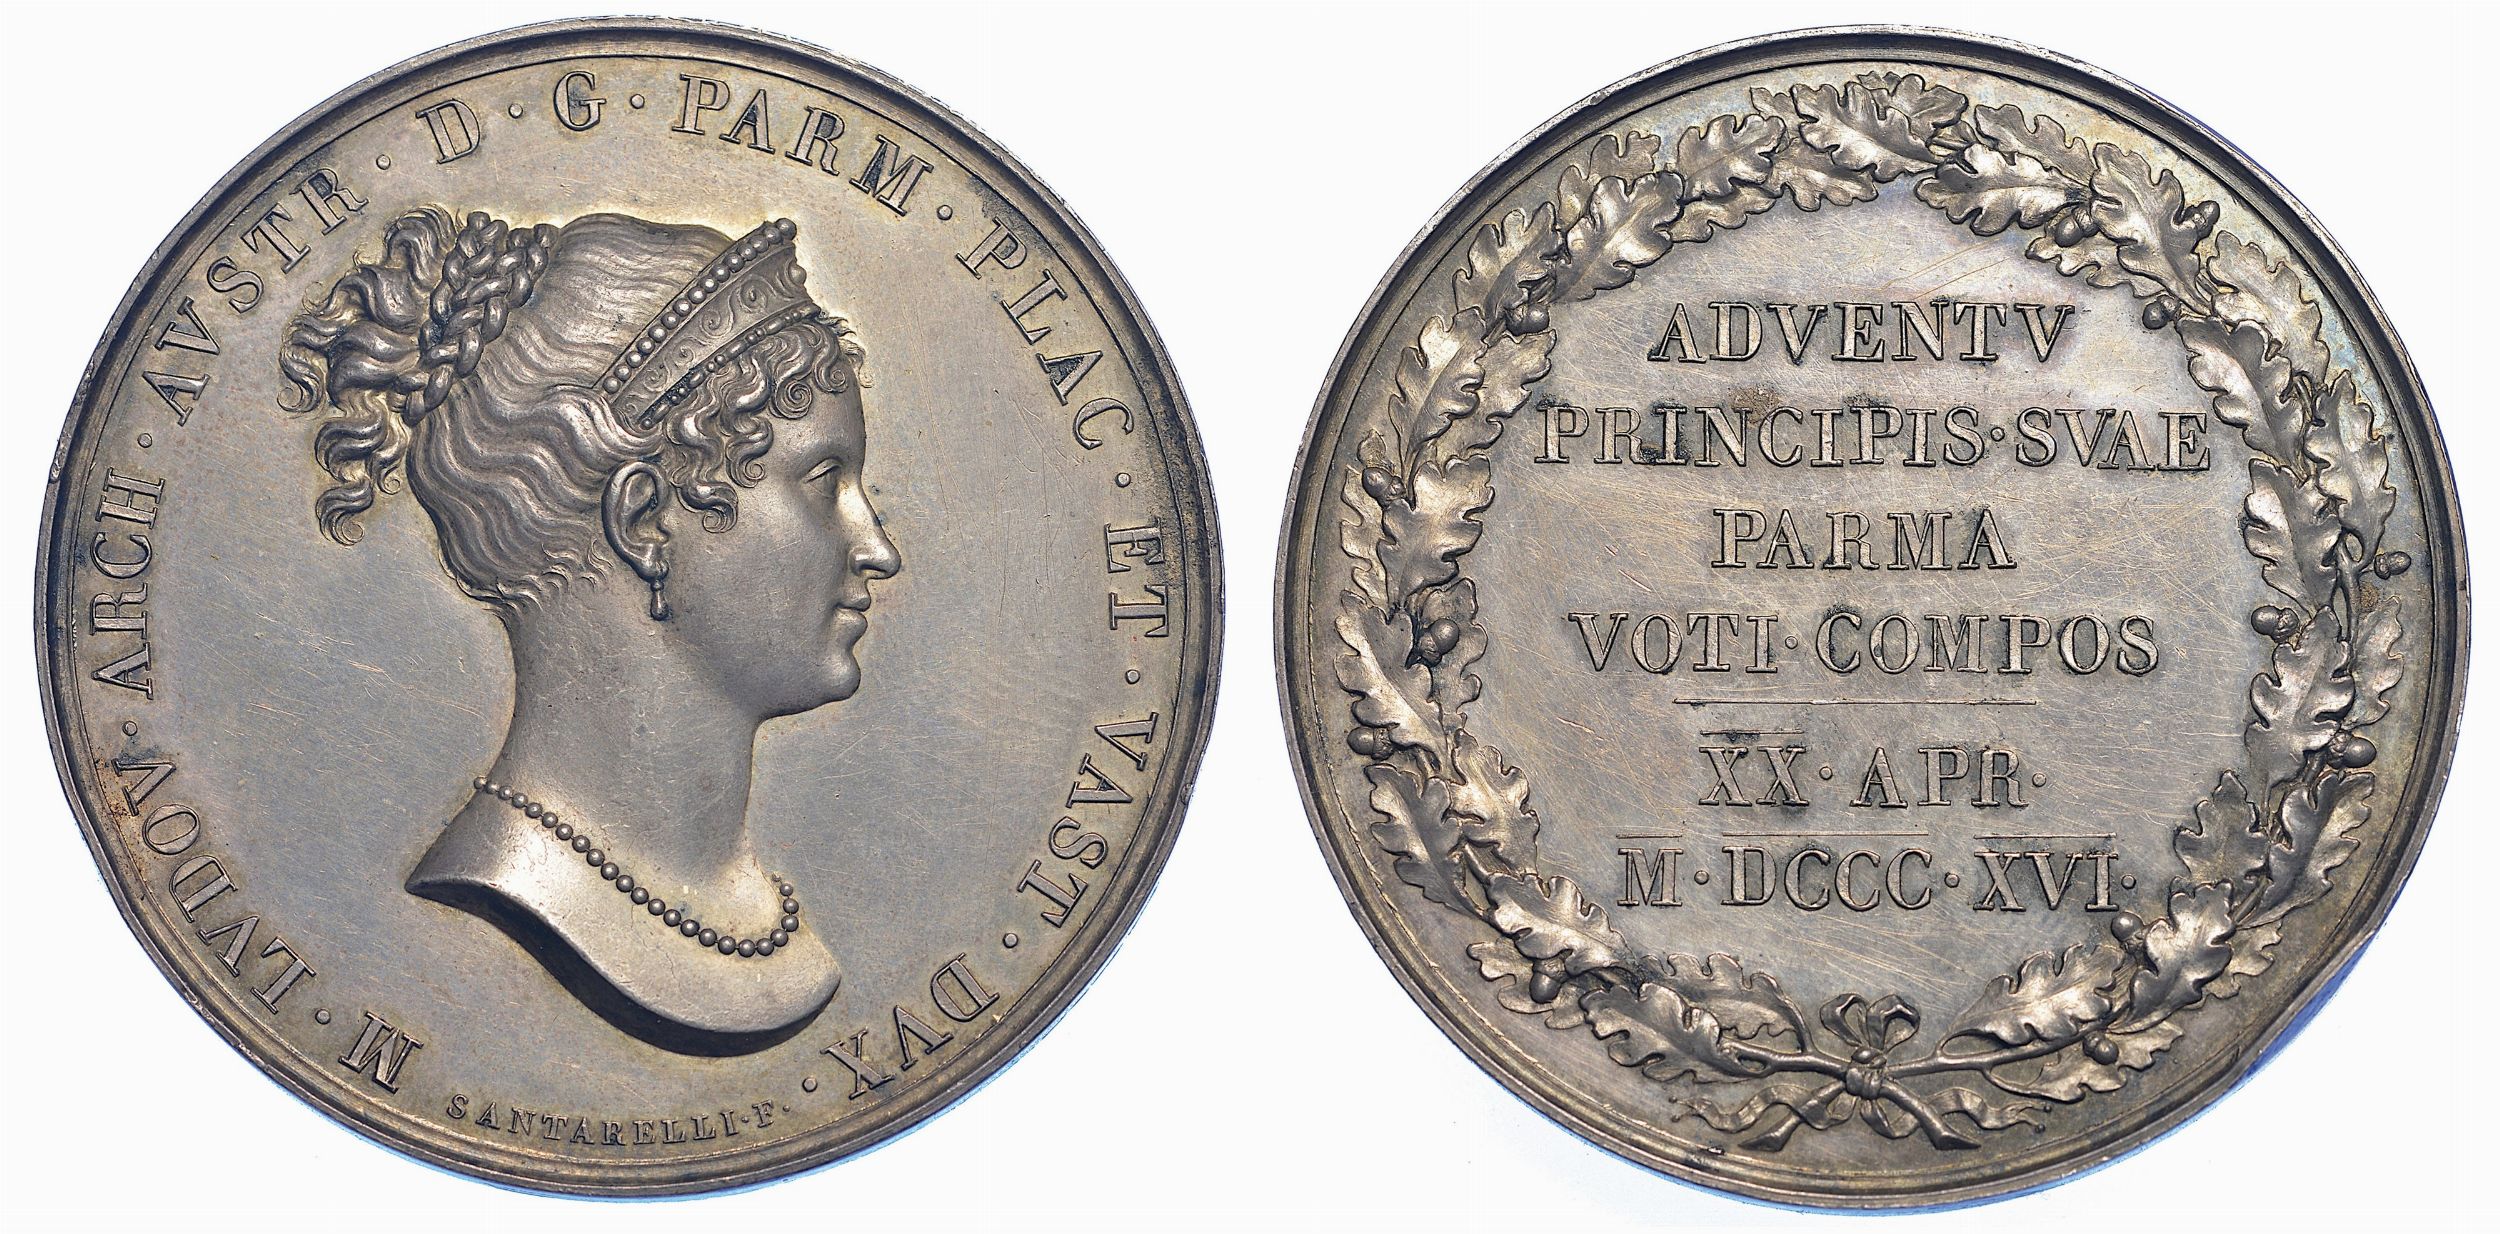 M · LVDOV · ARCH · AVSTR · D · G · PARM · PLAC · ET · VAST · DVX ·
SANTARELLI · F ·
ADVENTV
PRINCIPIS · SVAE
PARMA
VOTI · COMPOS
XX · APR ·
M · DCCC · XVI ·